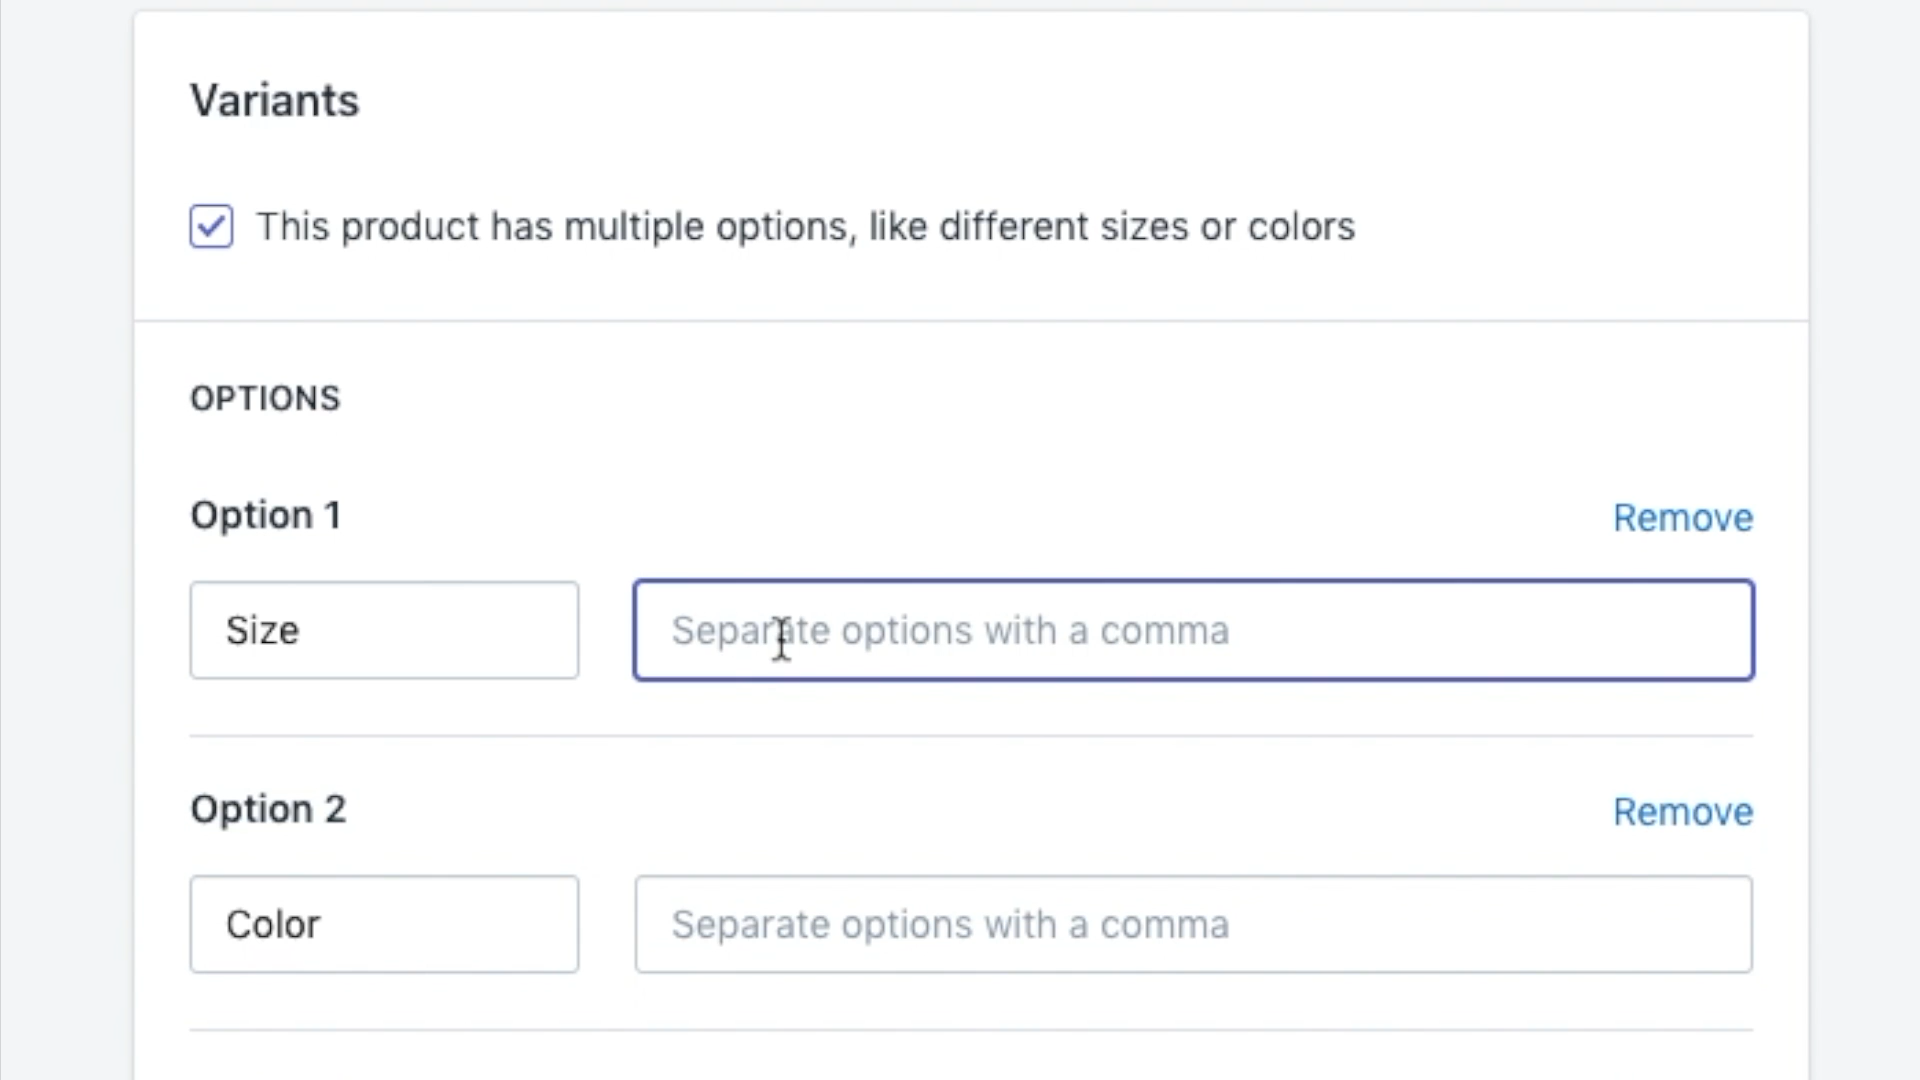 Variants
This product has multiple options, like different sizes or colors
OPTIONS
Option 1
Remove
Size
Separate options with a comma
Option 2
Remove
Color
Separate options with a comma